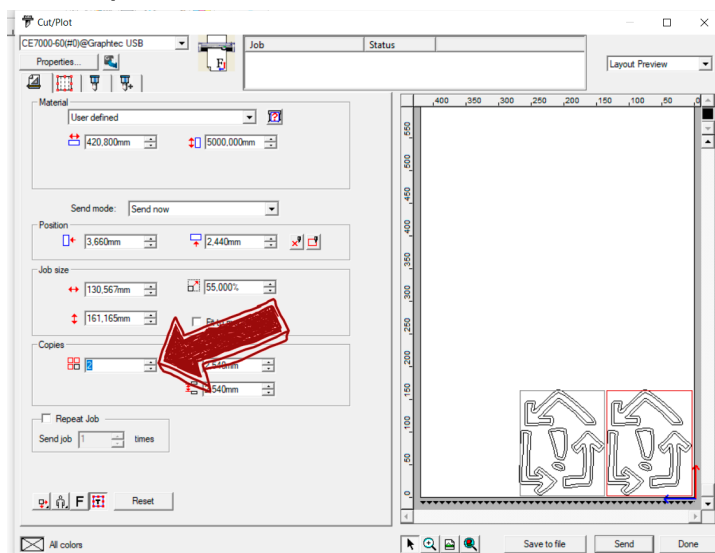 Cut/Plot
CE7000-60(#0)@Graphtec USB
Job Status
Properties...
Layout Preview
Material
User defined
420,800mm 5000,000mm
Send mode: Send now
Position
3,660mm 2,440mm
Job size
130,567mm 55,000%
161,165mm
Copies
2
2,540mm
,540mm
Repeat Job
Send job 1 times
F
Reset
All colors
400 350 300 250 200 150 100 50 0
550
500
450
400
350
300
250
200
150
100
50
0
Save to file Send Done